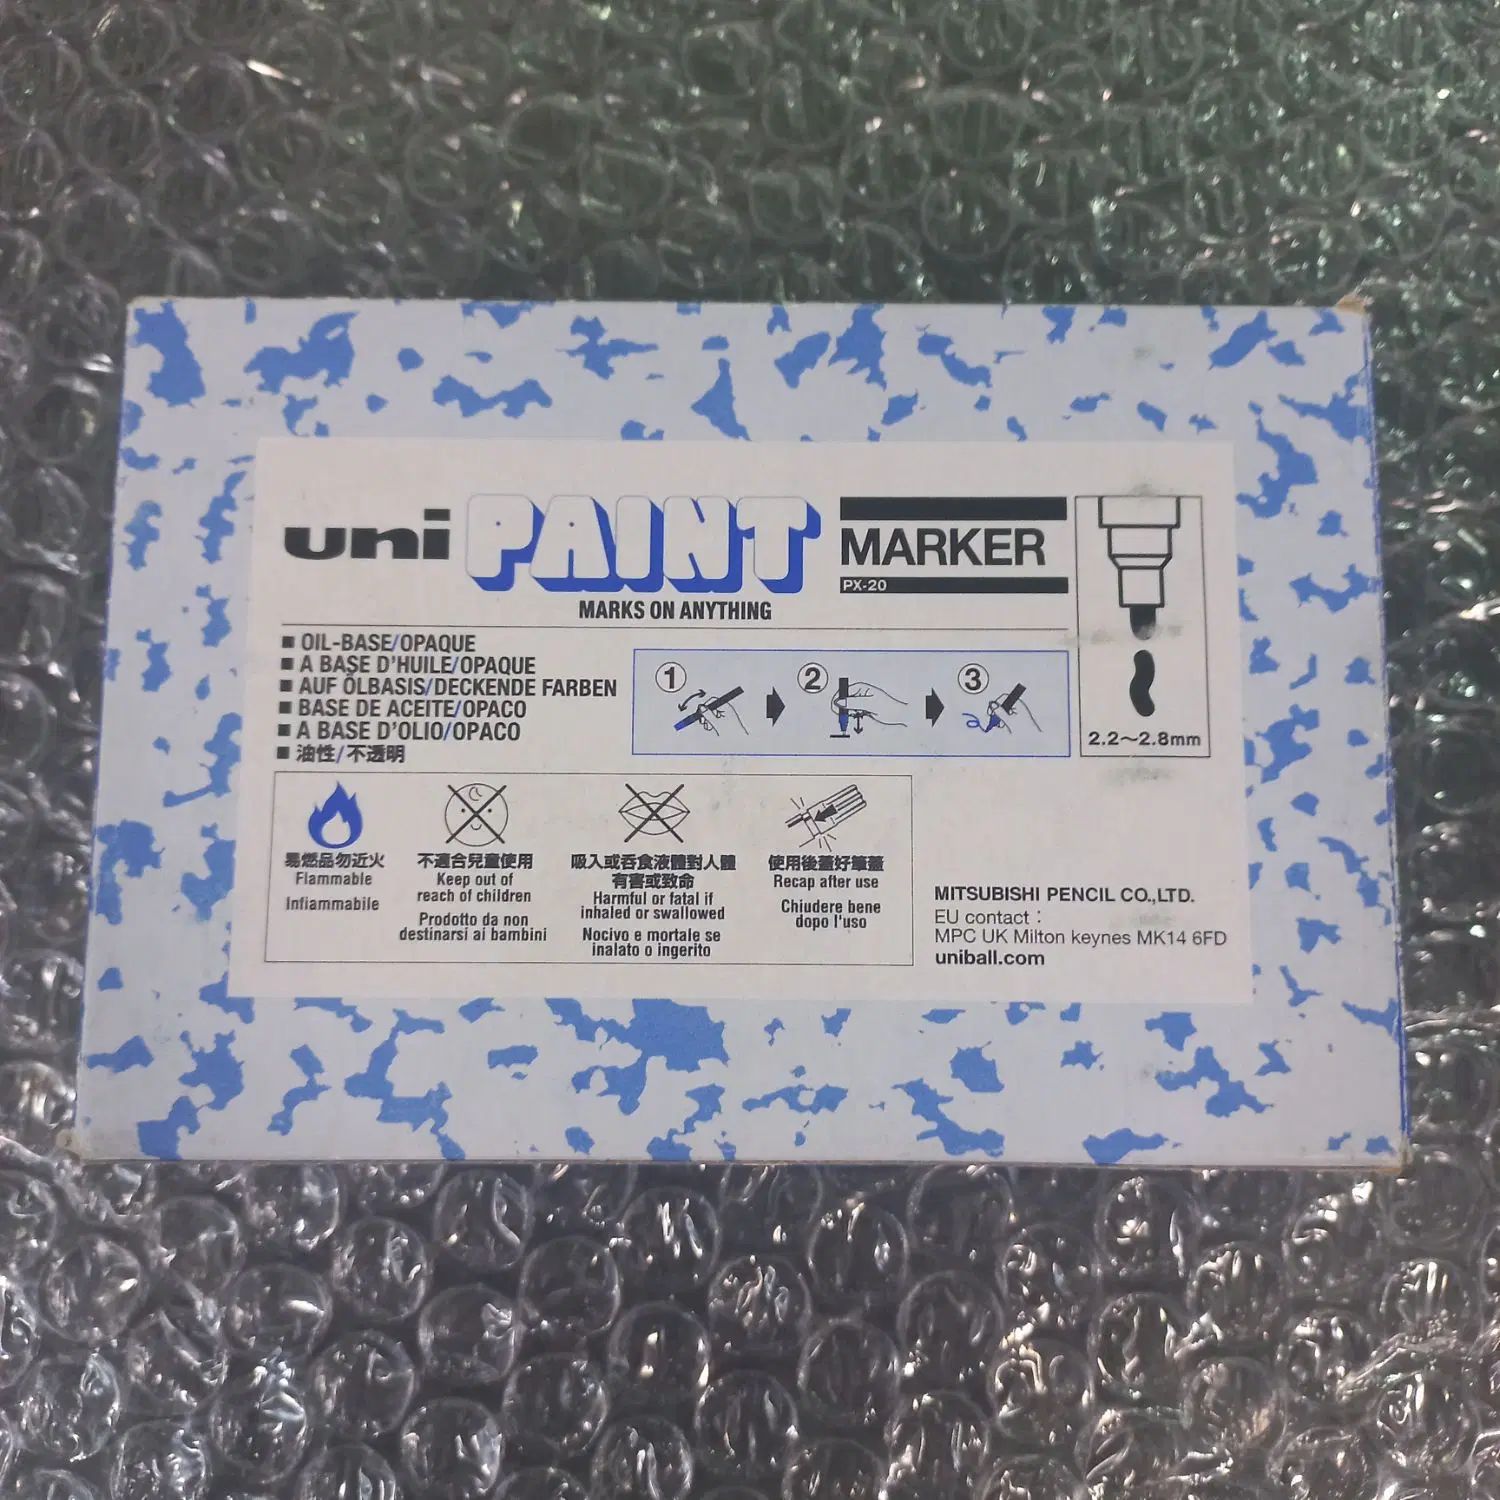 uni PAINT MARKER
PX-20
MARKS ON ANYTHING
■ OIL-BASE/OPAQUE
■ A BASE D'HUILE/OPAQUE
■ AUF ÖLBASIS/DECKENDE FARBEN
■ BASE DE ACEITE/OPACO
■ A BASE D'OLIO/OPACO
■ 油性/不透明
① ② ③
2.2～2.8mm
易燃品勿近火
Flammable
Infiammabile
不適合兒童使用
Keep out of
reach of children
Prodotto da non
destinarsi ai bambini
吸入或吞食液體對人體
有害或致命
Harmful or fatal if
inhaled or swallowed
Nocivo e mortale se
inalato o ingerito
使用後蓋好筆蓋
Recap after use
Chiudere bene
dopo l'uso
MITSUBISHI PENCIL CO.,LTD.
EU contact :
MPC UK Milton keynes MK14 6FD
uniball.com